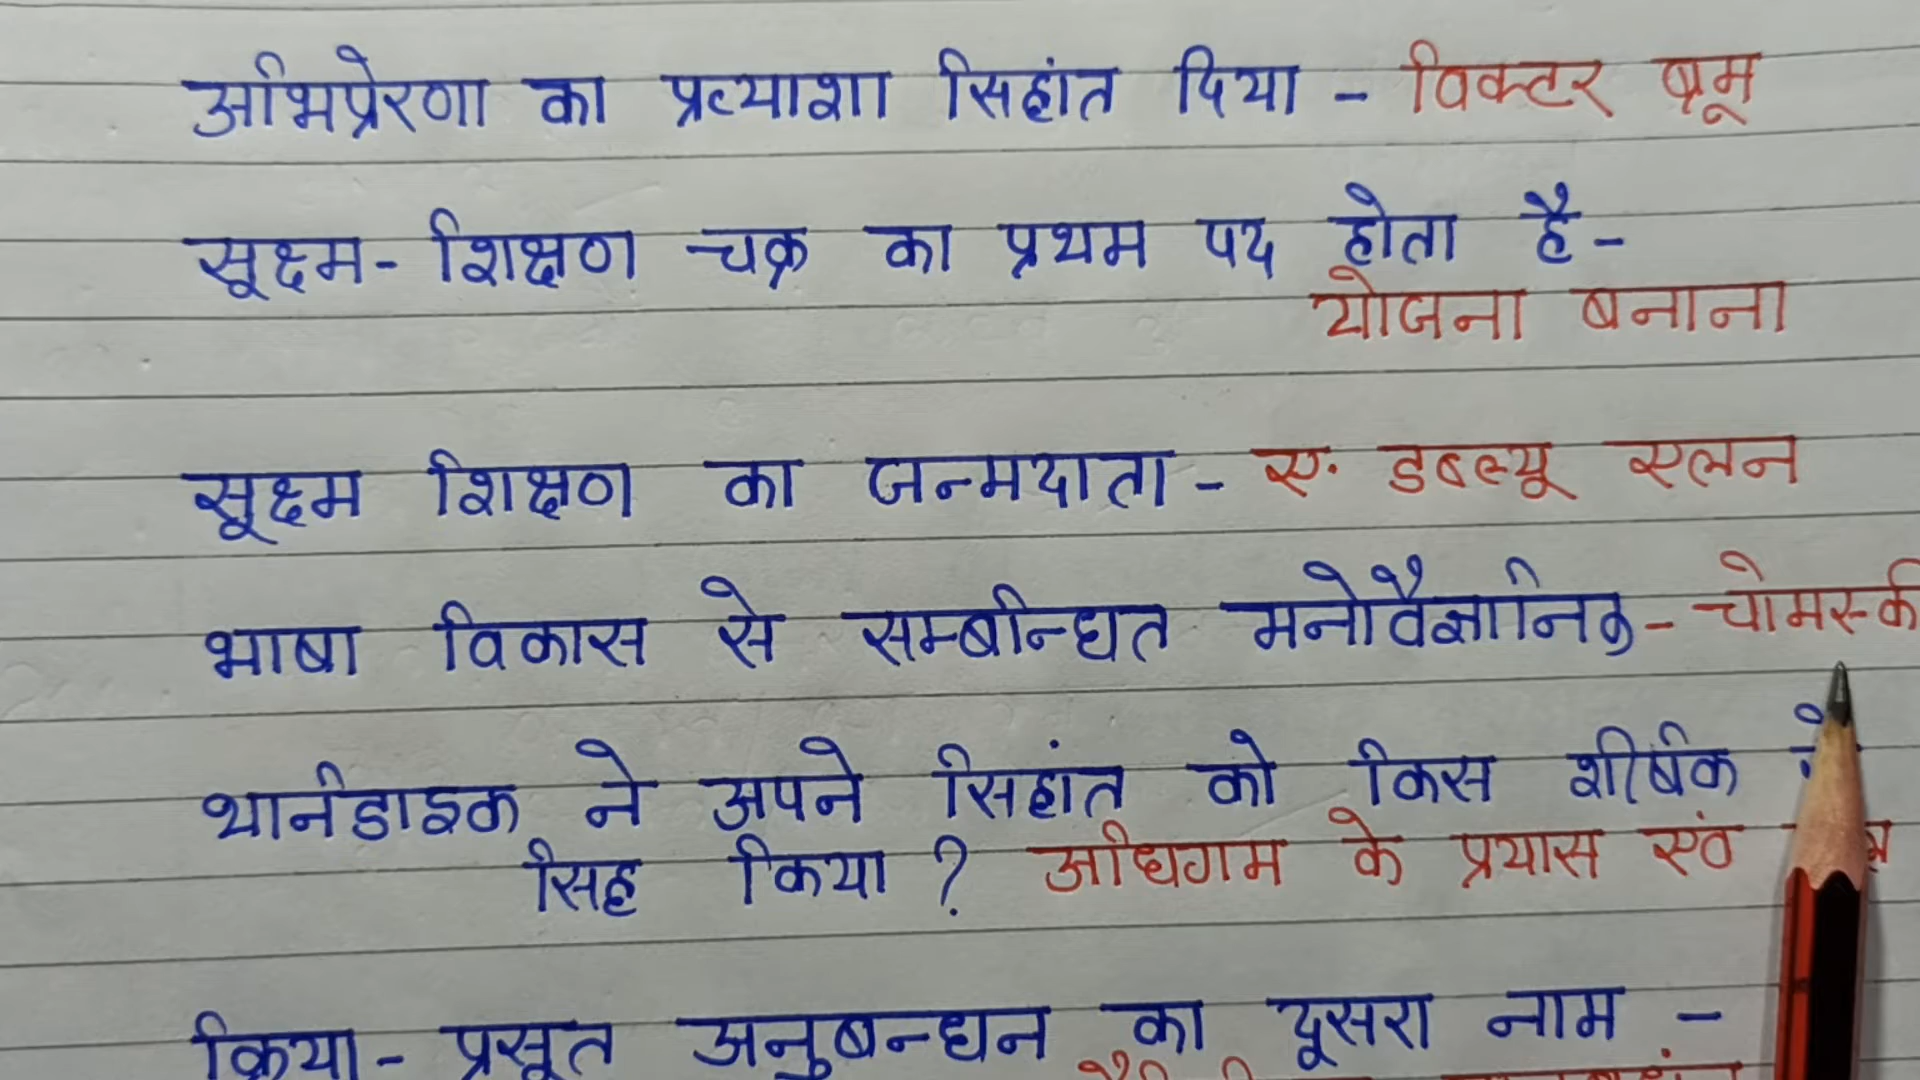 अभिप्रेरणा का प्रत्याशा सिद्धांत दिया - विक्टर ब्रूम
सूक्ष्म- शिक्षण चक्र का प्रथम पद होता है -
योजना बनाना
सूक्ष्म शिक्षण का जन्मदाता - ए. डबल्यू एलन
भाषा विकास से सम्बन्धित मनोवैज्ञानिक - चोमस्की
थार्नडाइक ने अपने सिद्धांत को किस शीर्षक
सिद्ध किया ? अधिगम के प्रयास एवं
क्रिया - प्रसूत अनुबन्धन का दूसरा नाम -